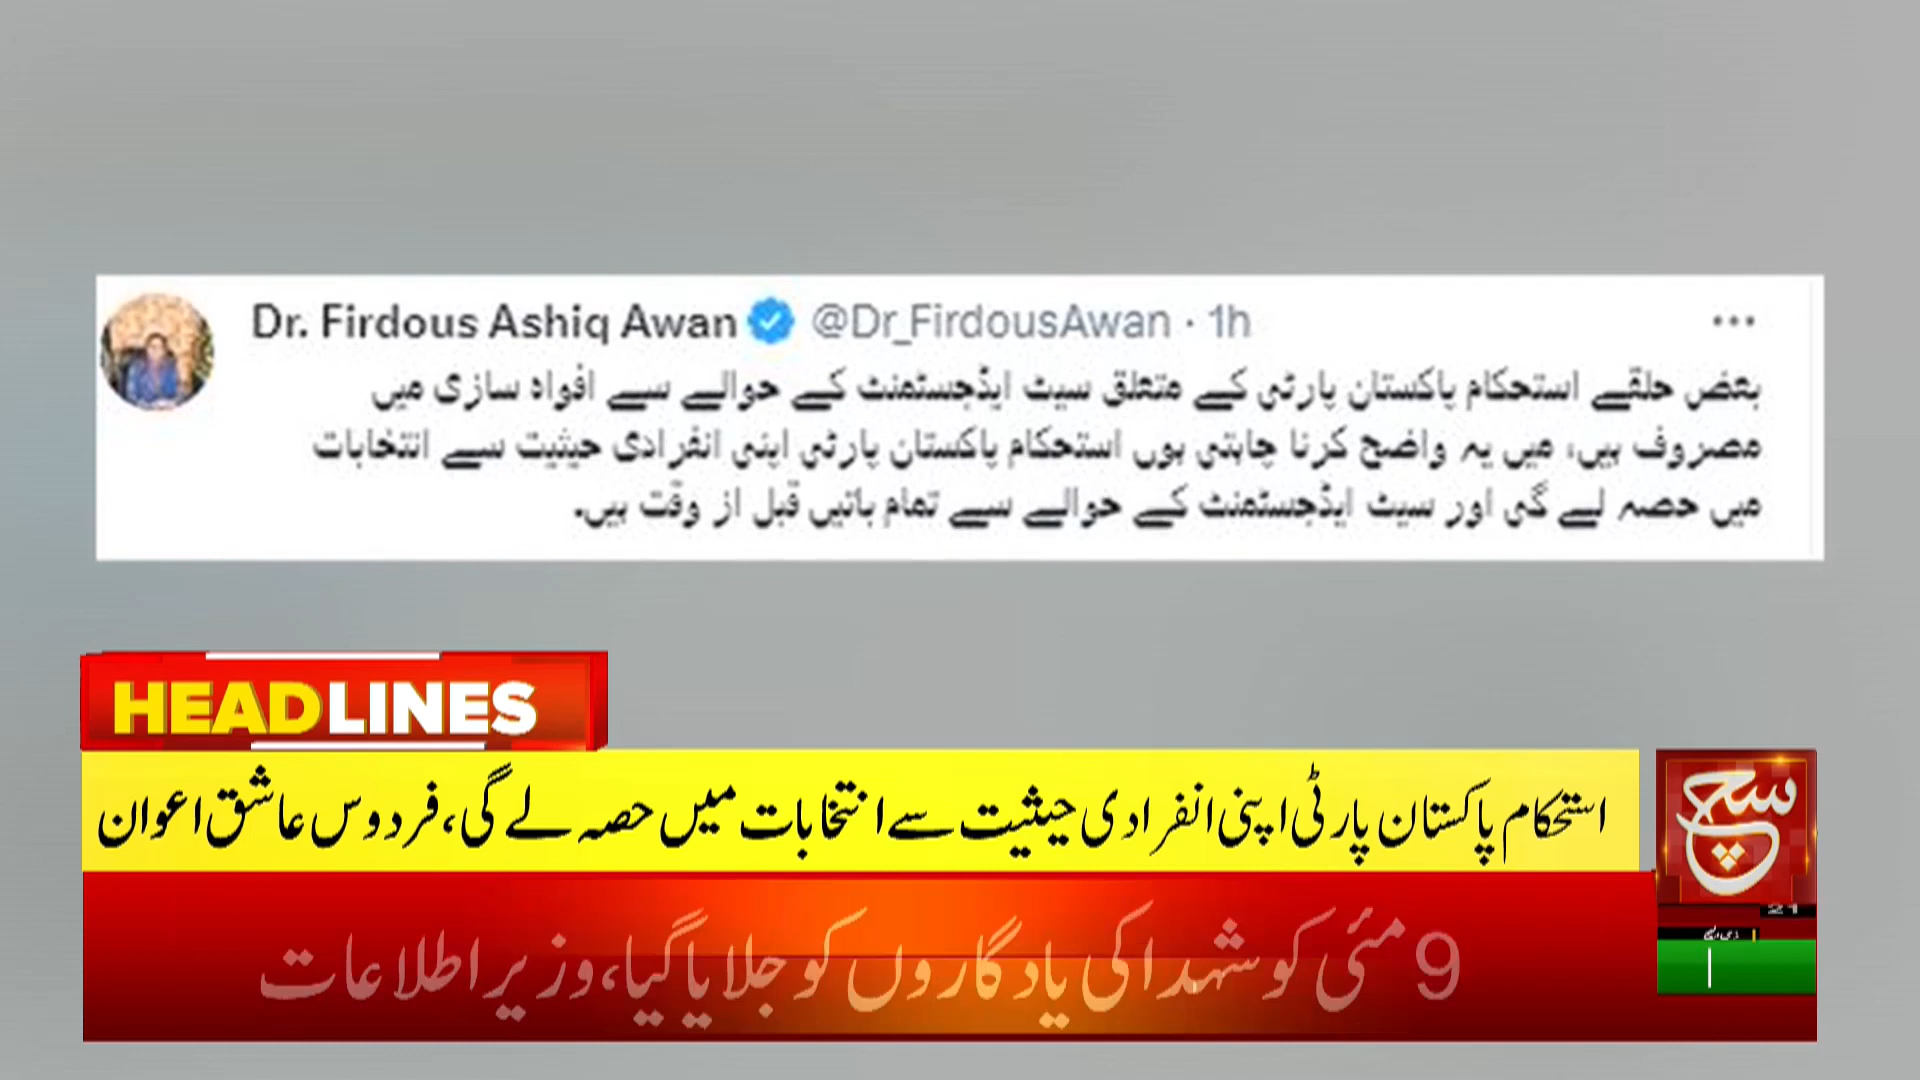 Dr. Firdous Ashiq Awan @Dr_FirdousAwan · 1h
بعض حلقے استحکام پاکستان پارٹی کے متعلق سیٹ ایڈجسٹمنٹ کے حوالے سے افواہ سازی میں
مصروف ہیں، میں یہ واضح کرنا چاہتی ہوں استحکام پاکستان پارٹی اپنی انفرادی حیثیت سے انتخابات
میں حصہ لے گی اور سیٹ ایڈجسٹمنٹ کے حوالے سے تمام باتیں قبل از وقت ہیں۔
HEADLINES
استحکام پاکستان پارٹی اپنی انفرادی حیثیت سے انتخابات میں حصہ لے گی، فردوس عاشق اعوان
سچ
9 مئی کو شہدا کی یادگاروں کو جلایا گیا، وزیر اطلاعات